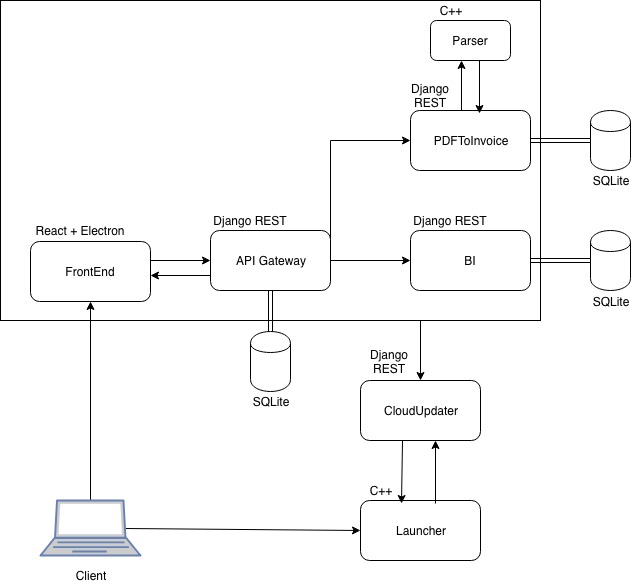 C++
Parser
Django
REST
PDFToInvoice
SQLite
React + Electron
FrontEnd
Django REST
API Gateway
Django REST
BI
SQLite
SQLite
Django
REST
CloudUpdater
C++
Launcher
Client